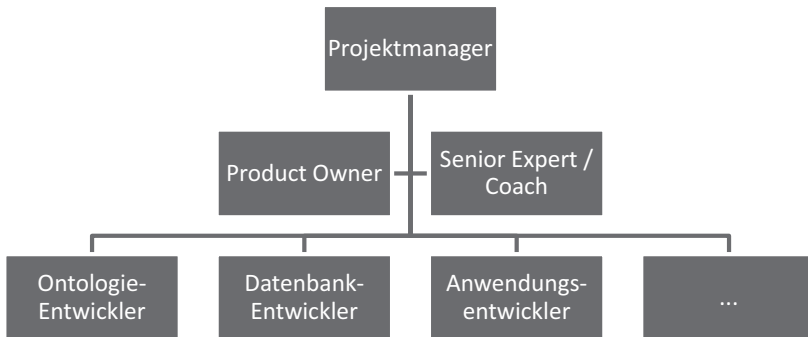 Projektmanager
Product Owner
Senior Expert /
Coach
Ontologie-
Entwickler
Datenbank-
Entwickler
Anwendungs-
entwickler
...